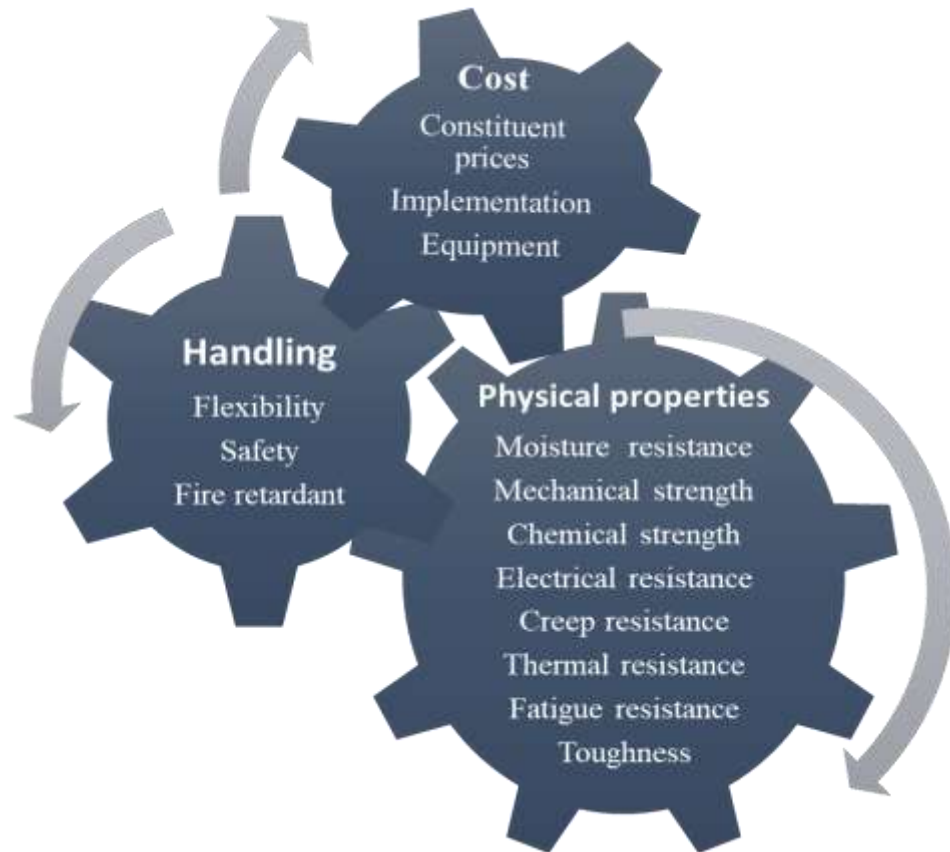 Cost
Constituent
prices
Implementation
Equipment
Handling
Flexibility
Safety
Fire retardant
Physical properties
Moisture resistance
Mechanical strength
Chemical strength
Electrical resistance
Creep resistance
Thermal resistance
Fatigue resistance
Toughness